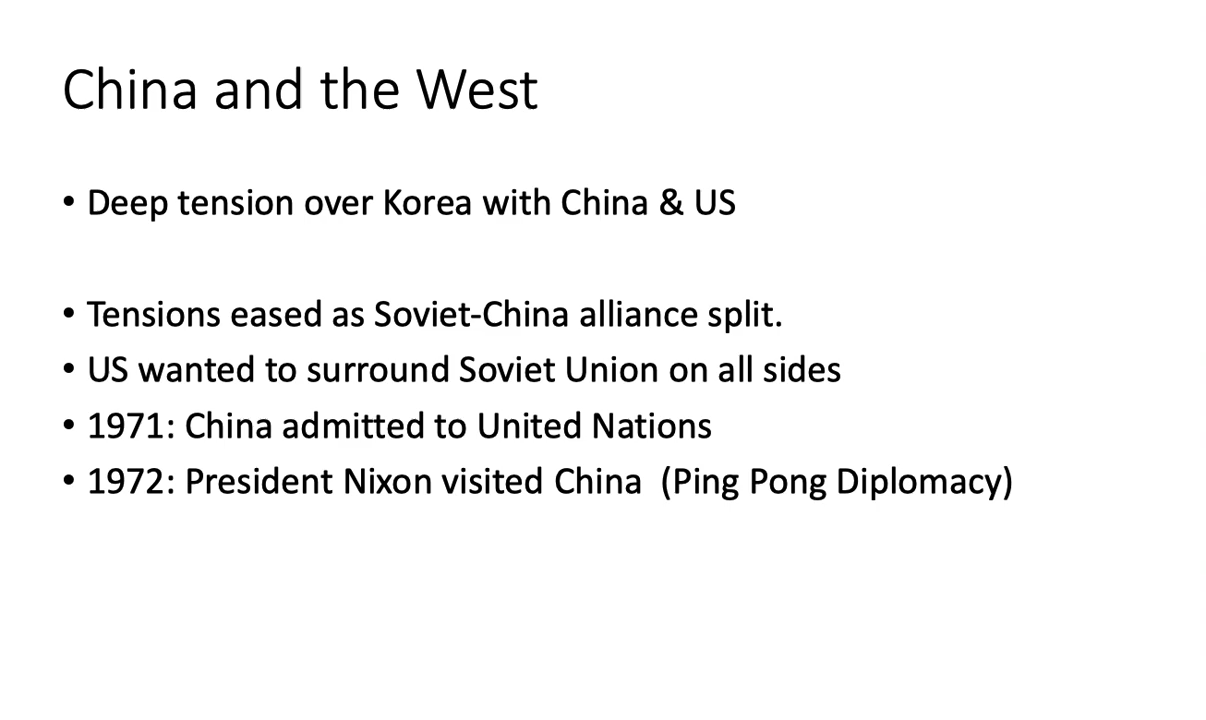 China and the West
• Deep tension over Korea with China & US
• Tensions eased as Soviet-China alliance split.
• US wanted to surround Soviet Union on all sides
• 1971: China admitted to United Nations
• 1972: President Nixon visited China  (Ping Pong Diplomacy)